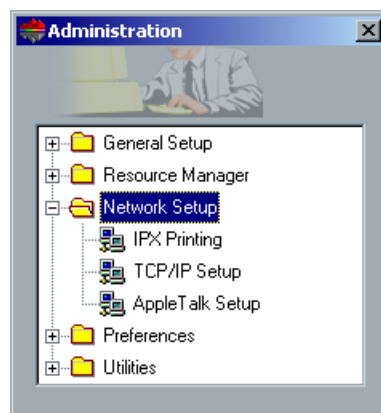 Administration
General Setup
Resource Manager
Network Setup
IPX Printing
TCP/IP Setup
AppleTalk Setup
Preferences
Utilities